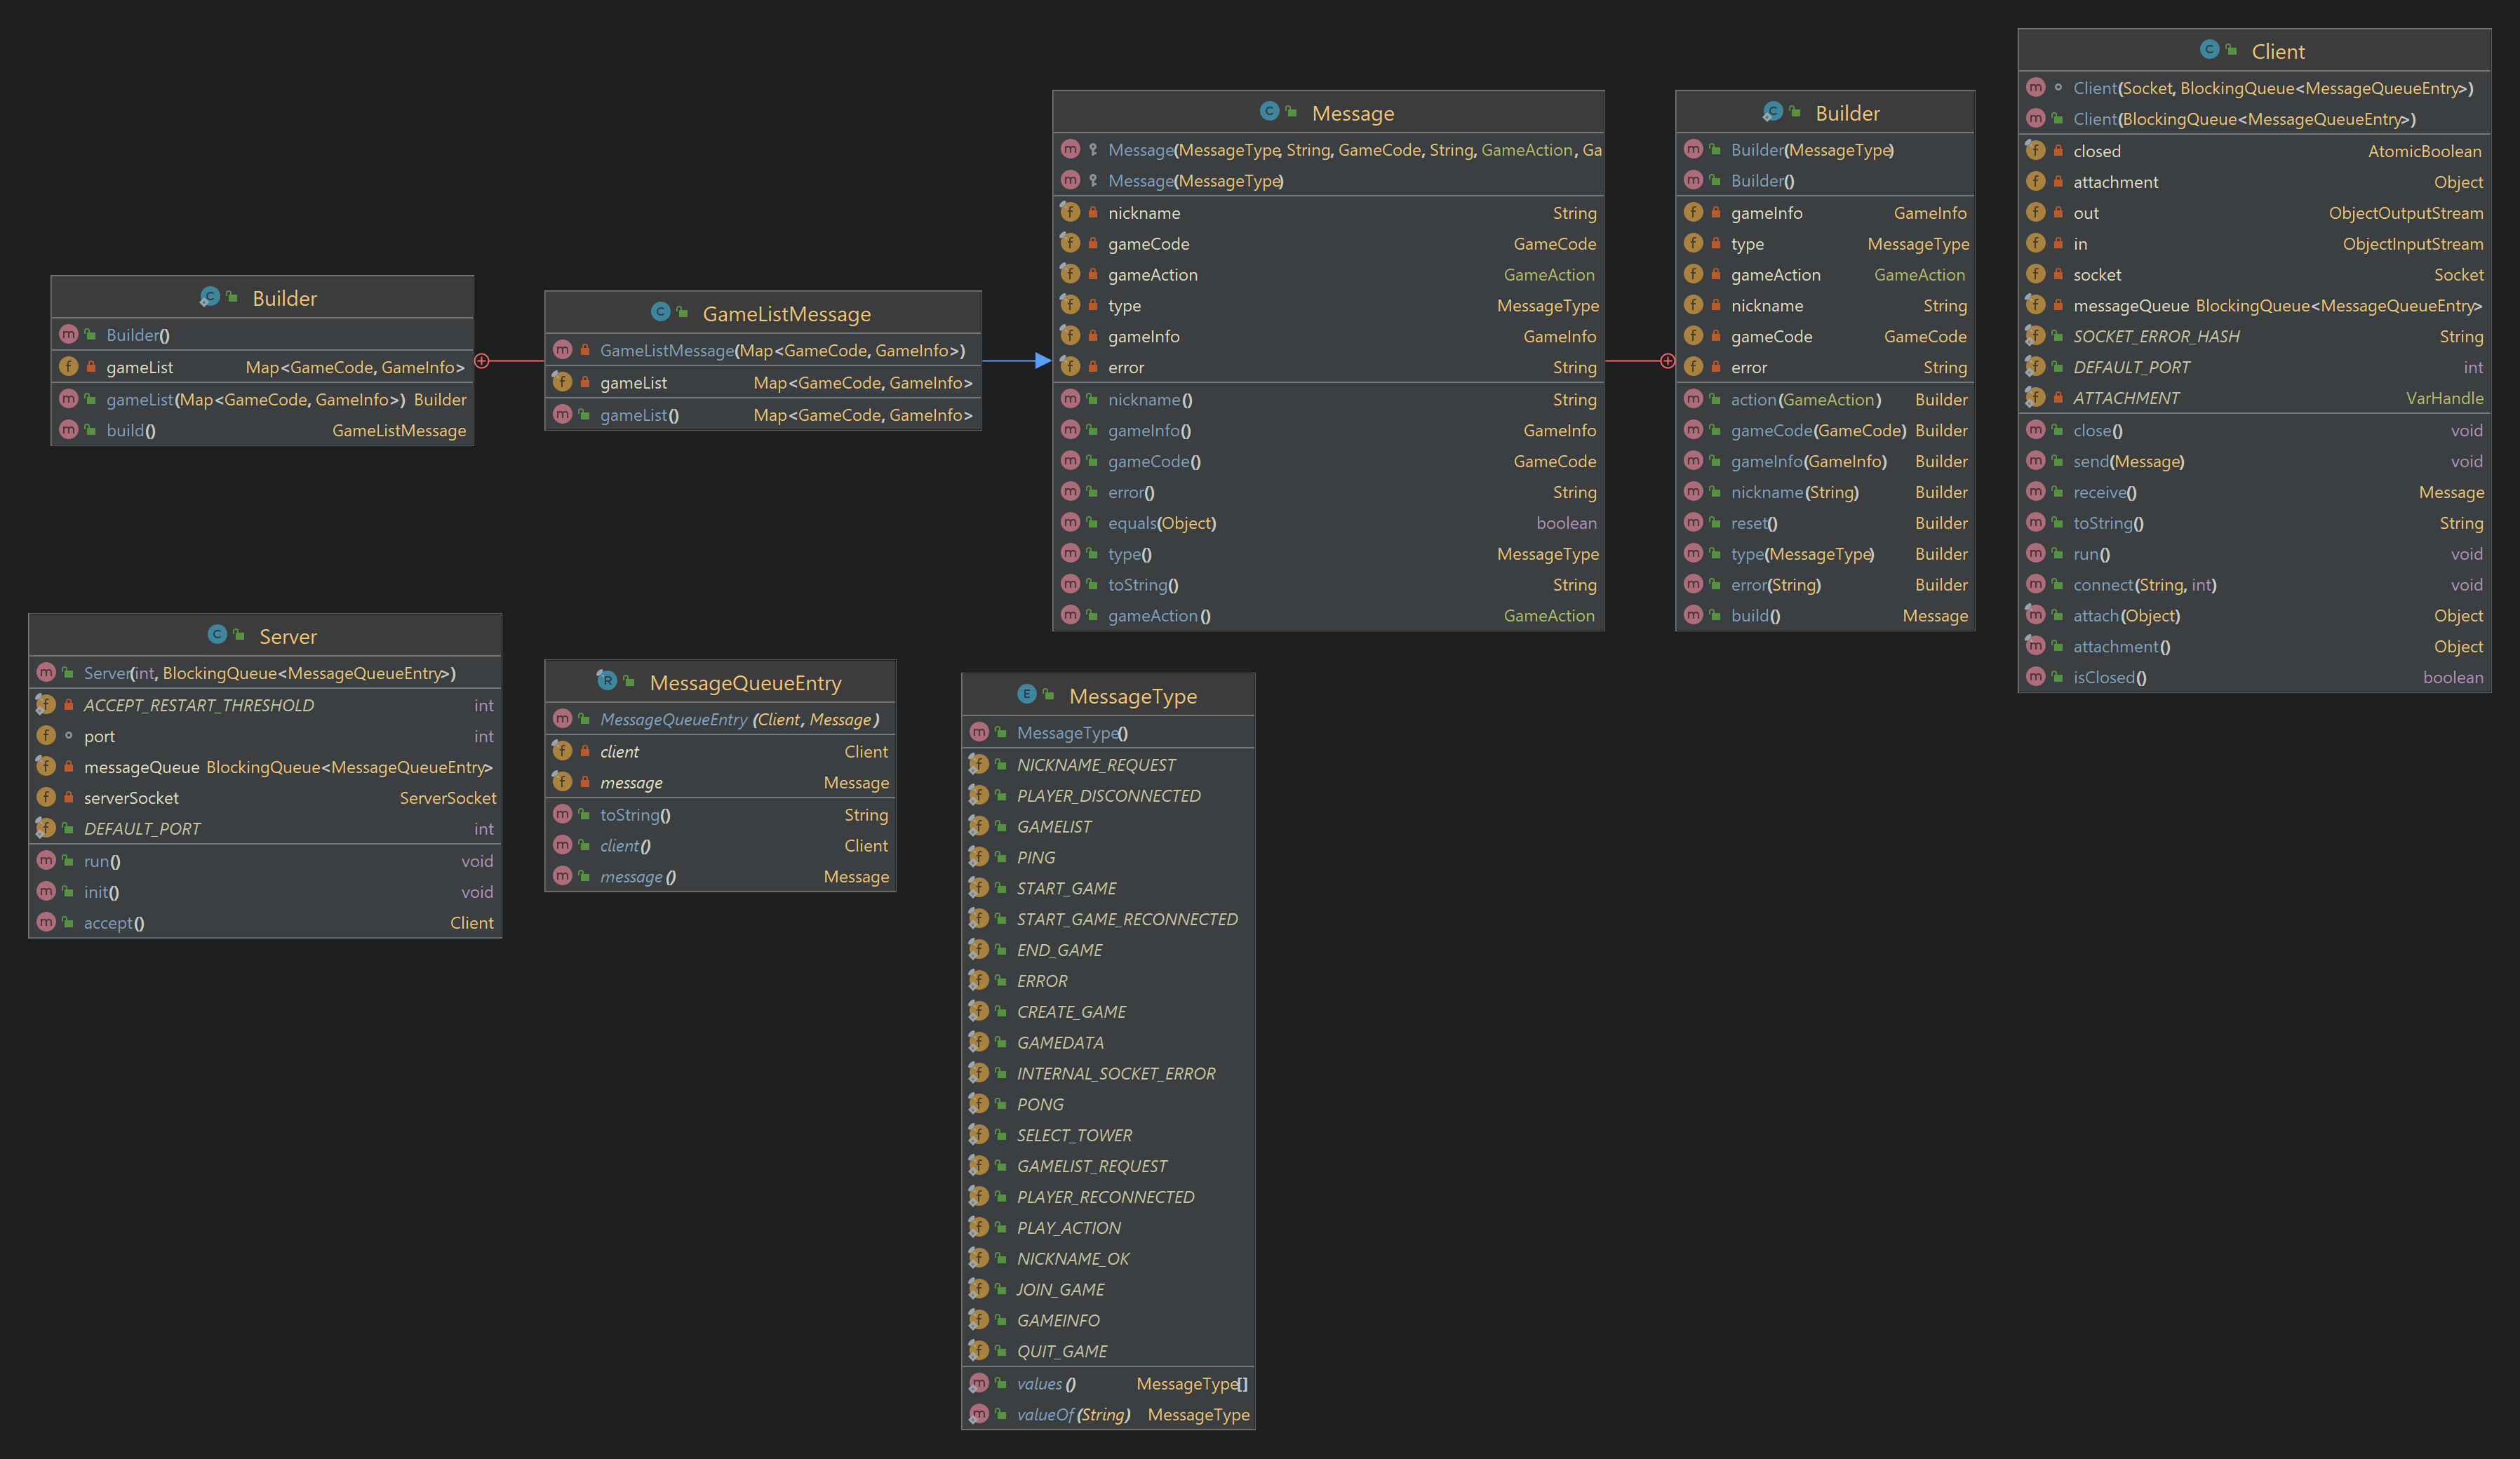 Client
Client(Socket, BlockingQueue<MessageQueueEntry>)
Client(BlockingQueue<MessageQueueEntry>)
closed AtomicBoolean
attachment Object
out ObjectOutputStream
in ObjectInputStream
socket Socket
messageQueue BlockingQueue<MessageQueueEntry>
SOCKET_ERROR_HASH String
DEFAULT_PORT int
ATTACHMENT VarHandle
close() void
send(Message) void
receive() Message
toString() String
run() void
connect(String, int) void
attach(Object) Object
attachment() Object
isClosed() boolean
Message
Message(MessageType, String, GameCode, String, GameAction, Ga
Message(MessageType)
nickname String
gameCode GameCode
gameAction GameAction
type MessageType
gameInfo GameInfo
error String
nickname() String
gameInfo() GameInfo
gameCode() GameCode
error() String
equals(Object) boolean
type() MessageType
toString() String
gameAction() GameAction
Builder
Builder(MessageType)
Builder()
gameInfo GameInfo
type MessageType
gameAction GameAction
nickname String
gameCode GameCode
error String
action(GameAction) Builder
gameCode(GameCode) Builder
gameInfo(GameInfo) Builder
nickname(String) Builder
reset() Builder
type(MessageType) Builder
error(String) Builder
build() Message
Builder
Builder()
gameList Map<GameCode, GameInfo>
gameList(Map<GameCode, GameInfo>) Builder
build() GameListMessage
GameListMessage
GameListMessage(Map<GameCode, GameInfo>)
gameList Map<GameCode, GameInfo>
gameList() Map<GameCode, GameInfo>
Server
Server(int, BlockingQueue<MessageQueueEntry>)
ACCEPT_RESTART_THRESHOLD int
port int
messageQueue BlockingQueue<MessageQueueEntry>
serverSocket ServerSocket
DEFAULT_PORT int
run() void
init() void
accept() Client
MessageQueueEntry
MessageQueueEntry(Client, Message)
client Client
message Message
toString() String
client() Client
message() Message
MessageType
MessageType()
NICKNAME_REQUEST
PLAYER_DISCONNECTED
GAMELIST
PING
START_GAME
START_GAME_RECONNECTED
END_GAME
ERROR
CREATE_GAME
GAMEDATA
INTERNAL_SOCKET_ERROR
PONG
SELECT_TOWER
GAMELIST_REQUEST
PLAYER_RECONNECTED
PLAY_ACTION
NICKNAME_OK
JOIN_GAME
GAMEINFO
QUIT_GAME
values() MessageType[]
valueOf(String) MessageType